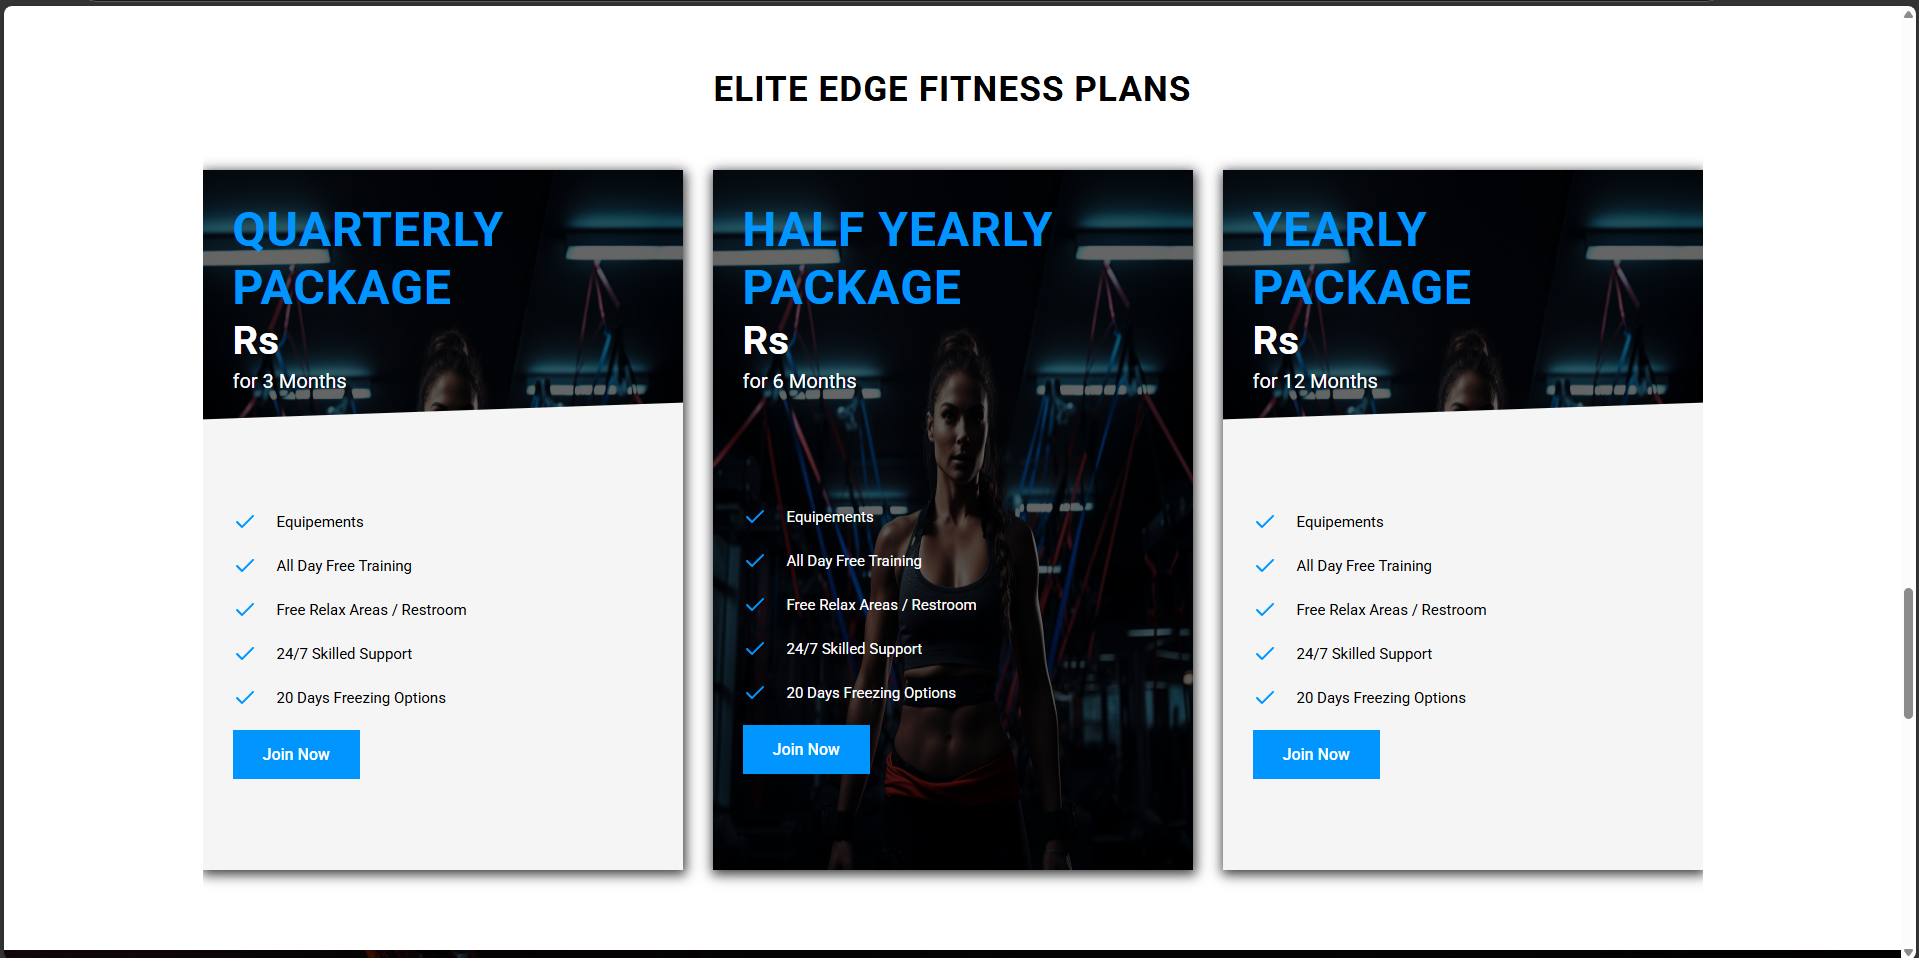 ELITE EDGE FITNESS PLANS
QUARTERLY
PACKAGE
Rs
for 3 Months
Equipements
All Day Free Training
Free Relax Areas / Restroom
24/7 Skilled Support
20 Days Freezing Options
Join Now
HALF YEARLY
PACKAGE
Rs
for 6 Months
Equipements
All Day Free Training
Free Relax Areas / Restroom
24/7 Skilled Support
20 Days Freezing Options
Join Now
YEARLY
PACKAGE
Rs
for 12 Months
Equipements
All Day Free Training
Free Relax Areas / Restroom
24/7 Skilled Support
20 Days Freezing Options
Join Now